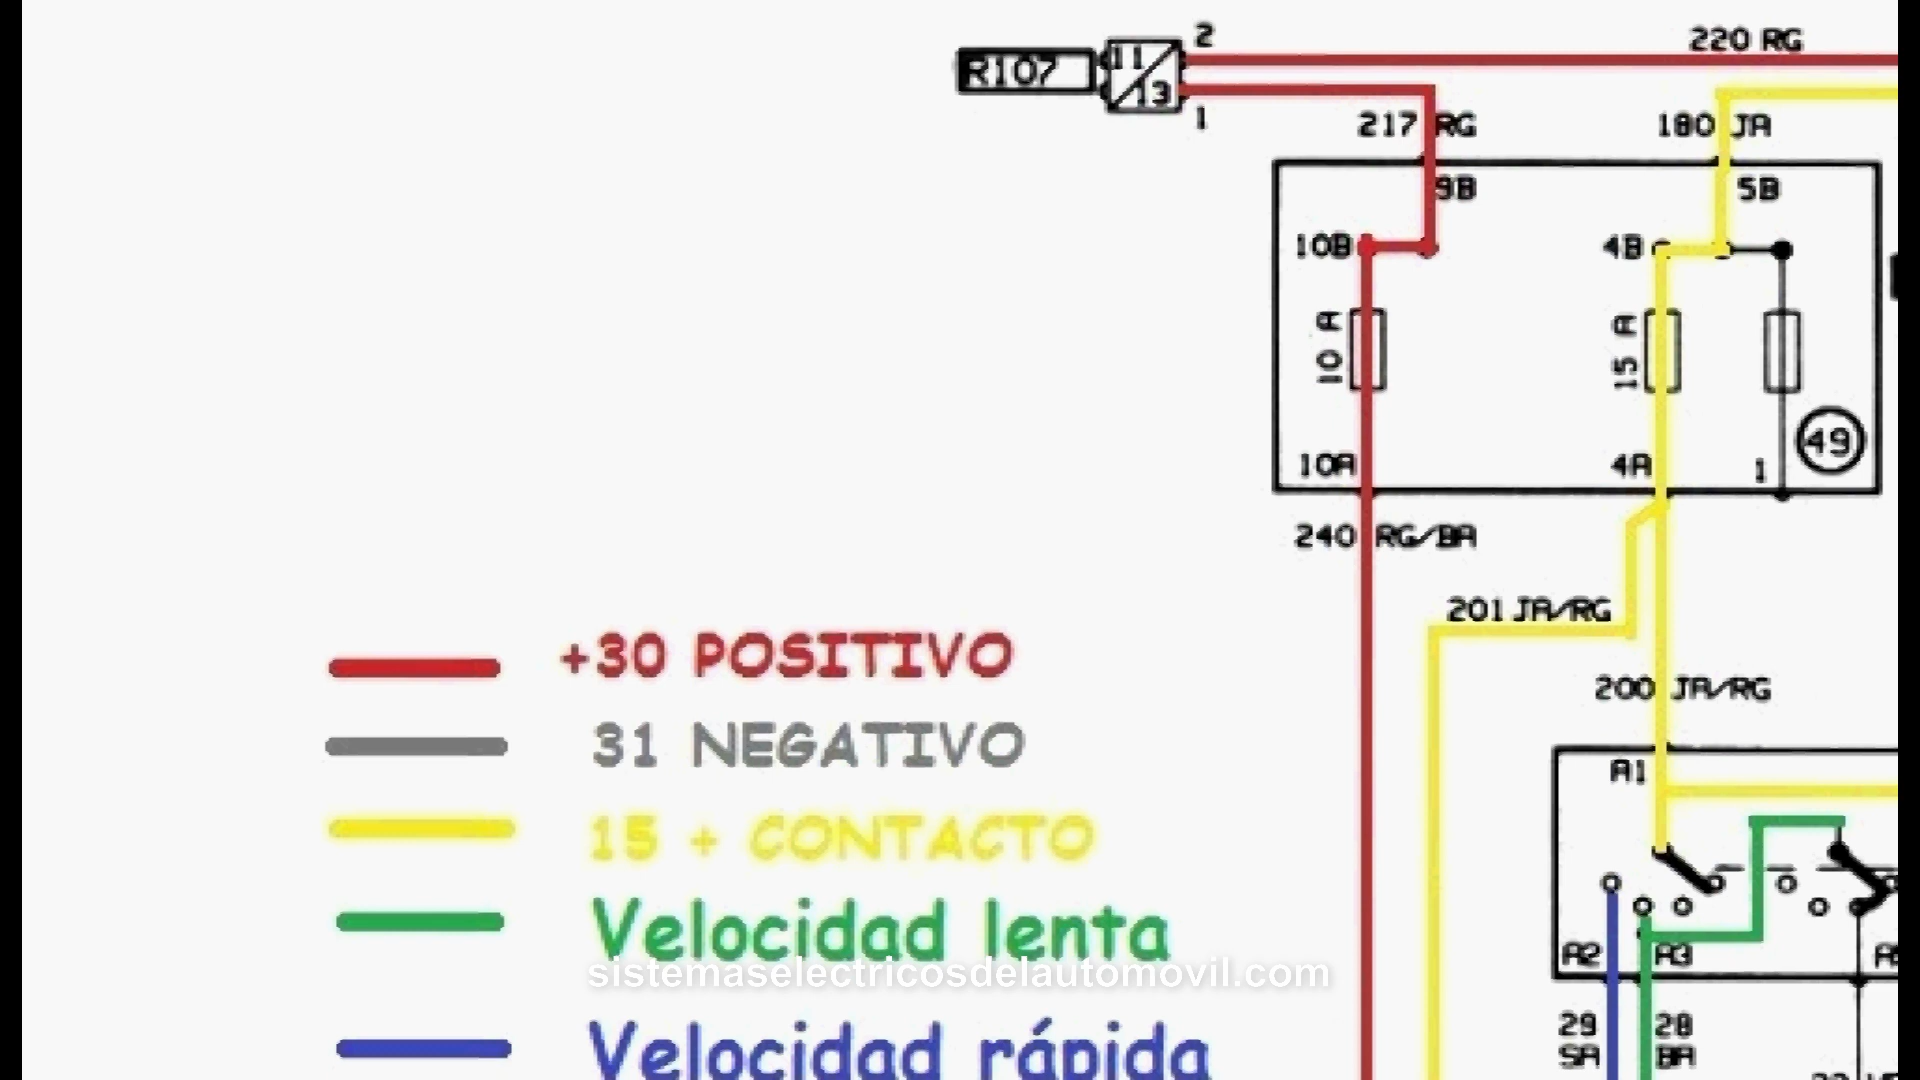 2
220 RG
R107
11
13
1
217 RG
180 JA
9B
5B
10B
4B
10 A
15 A
49
10A
4A
1
240 RG/BA
201 JA/RG
+30 POSITIVO
200 JA/RG
31 NEGATIVO
A1
15 + CONTACTO
Velocidad lenta
A2
A3
sistemaselectricosdelautomovil.com
29
28
SA
BA
Velocidad rápida